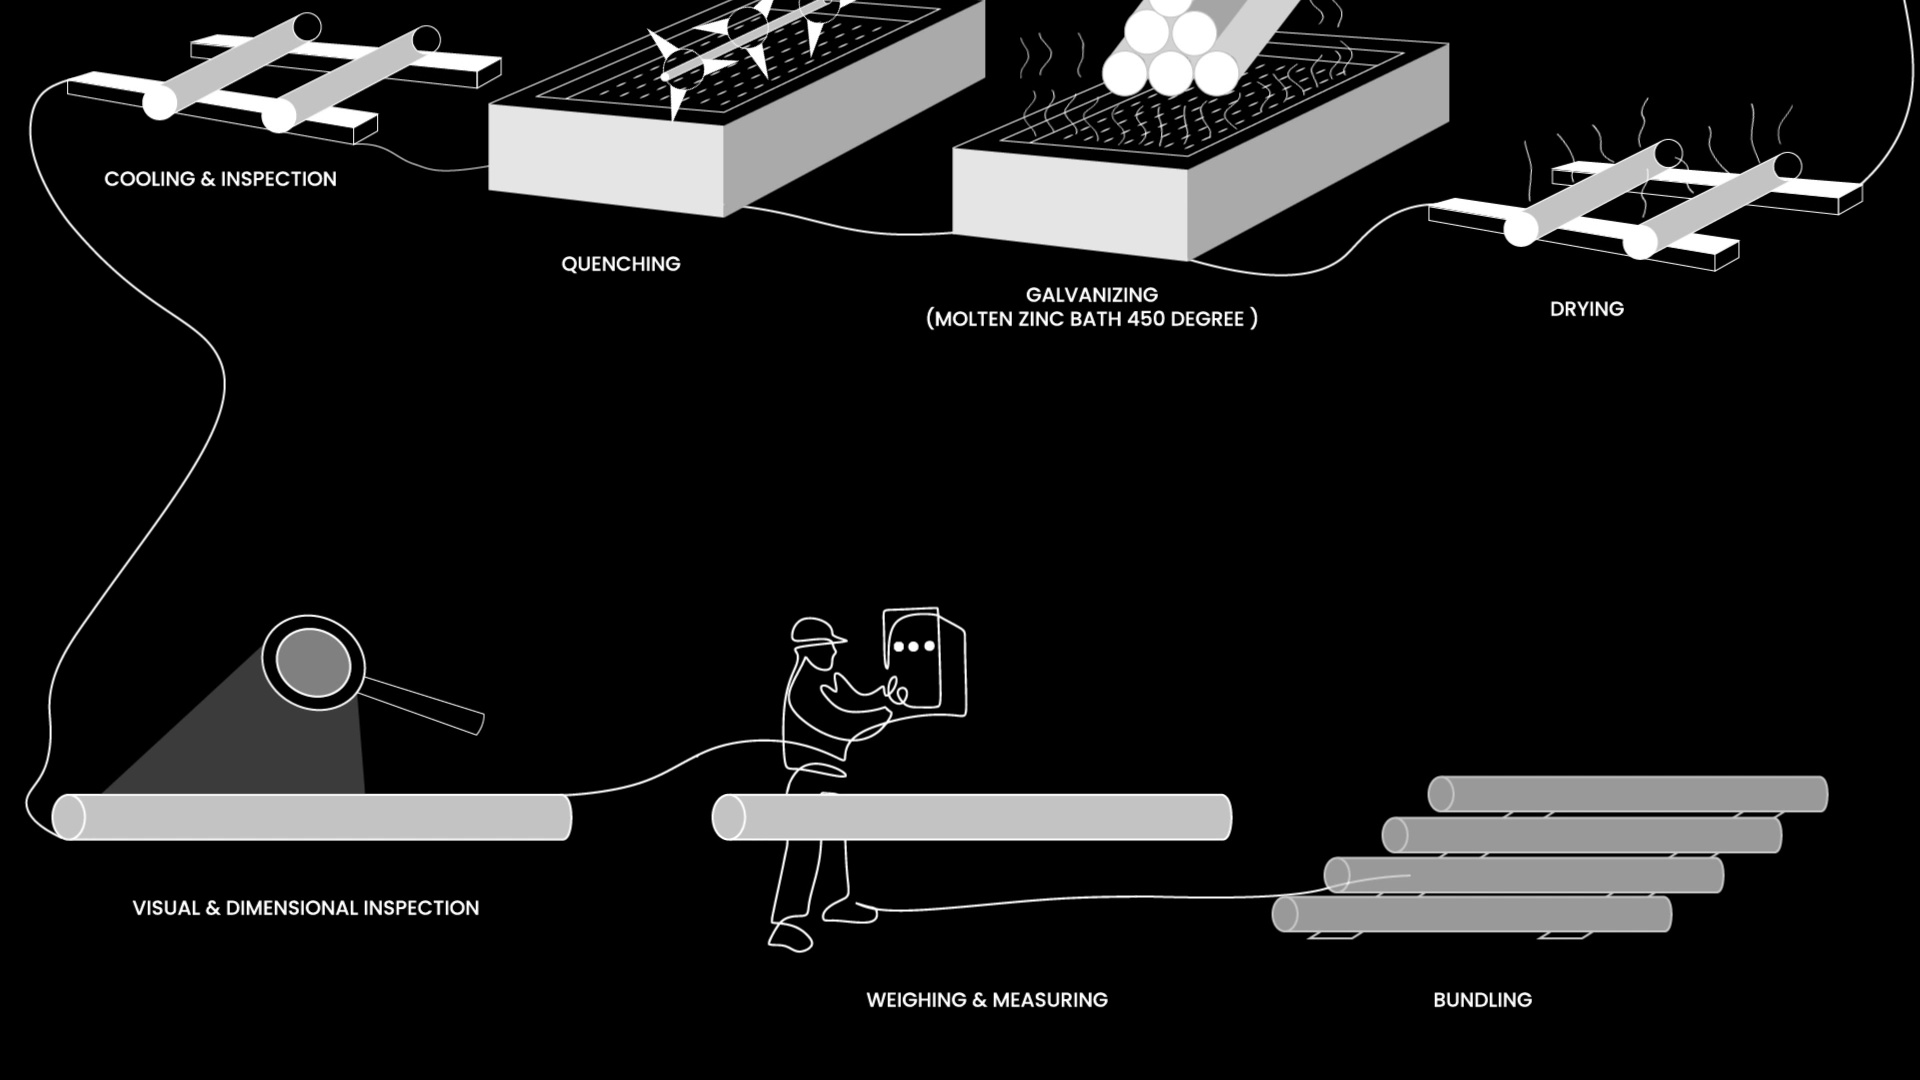 COOLING & INSPECTION
QUENCHING
GALVANIZING
(MOLTEN ZINC BATH 450 DEGREE )
DRYING
VISUAL & DIMENSIONAL INSPECTION
WEIGHING & MEASURING
BUNDLING